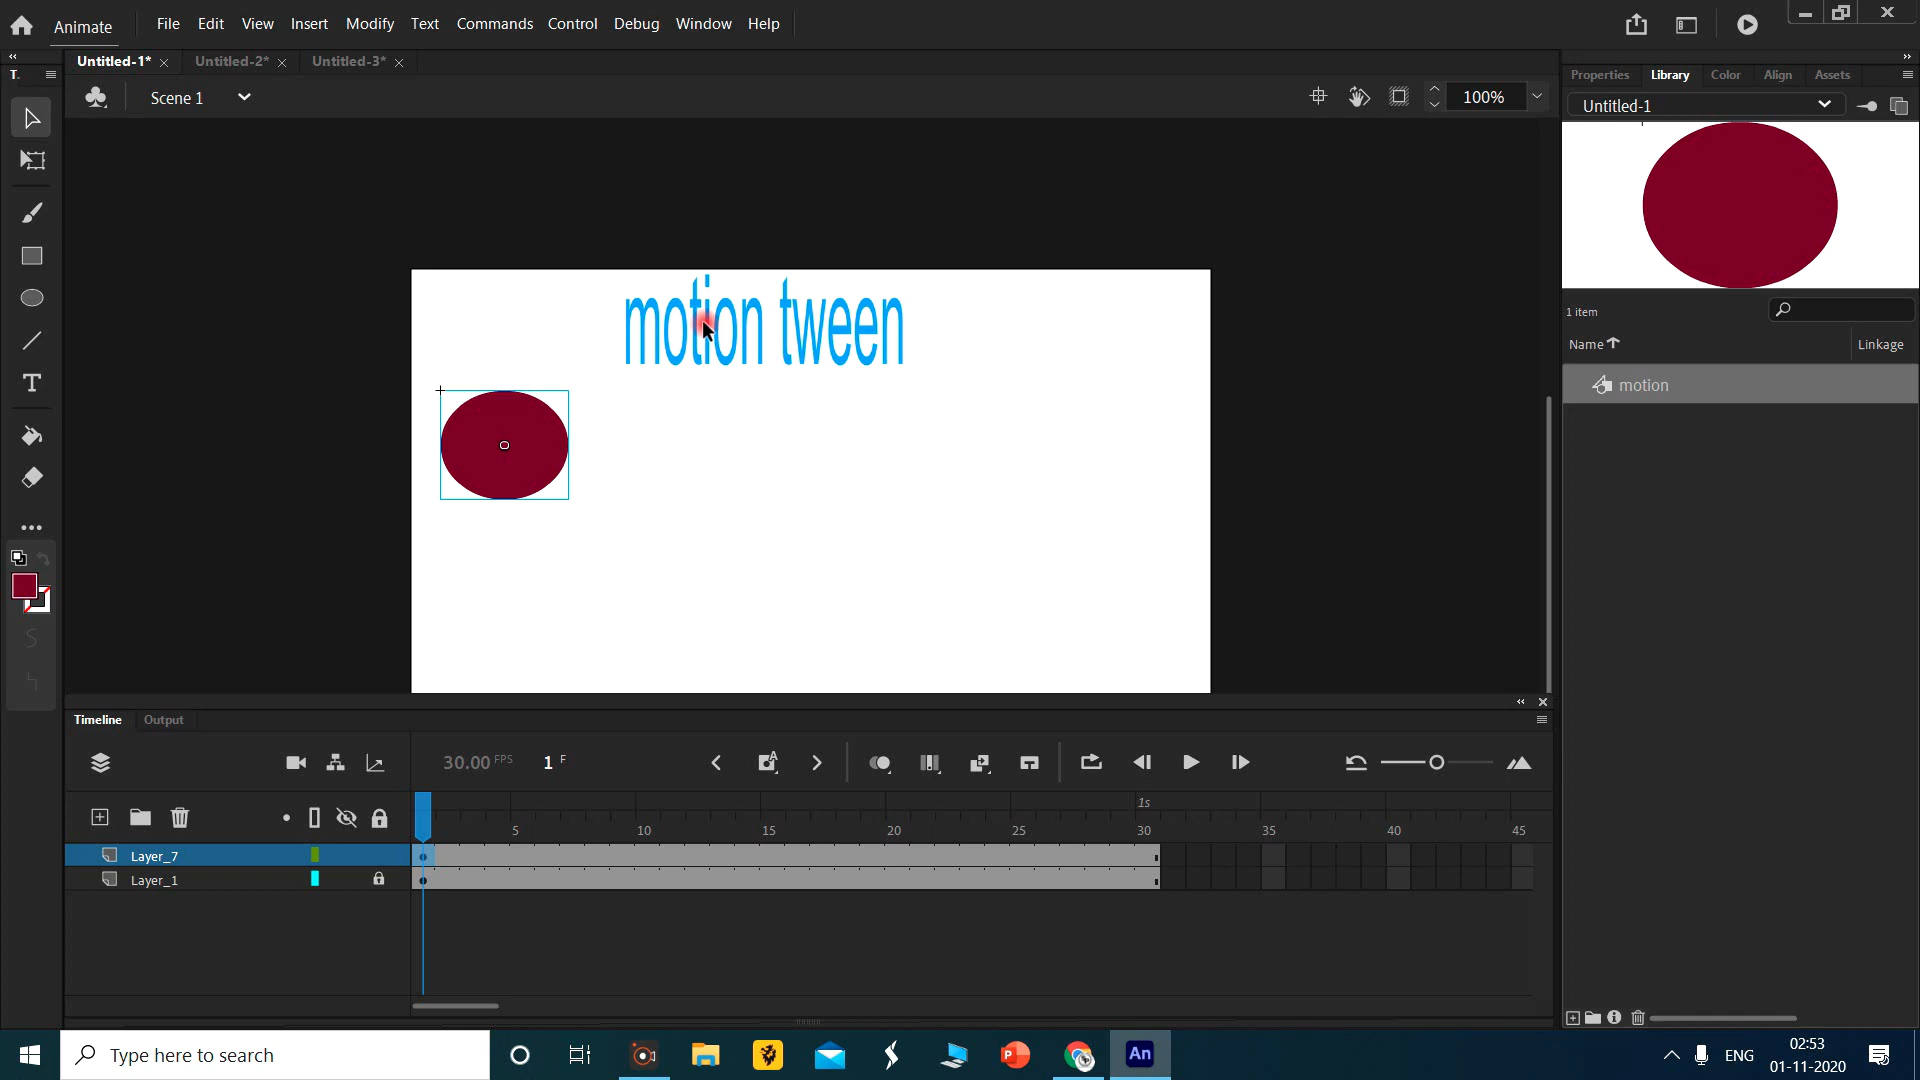 Animate File Edit View Insert Modify Text Commands Control Debug Window Help
Untitled-1* Untitled-2* Untitled-3*
T. Properties Library Color Align Assets
Scene 1 100% Untitled-1
1 item
Name Linkage
motion
motion tween
Timeline Output
30.00 FPS 1 F
1s
5 10 15 20 25 30 35 40 45
Layer_7
Layer_1
Type here to search
An
ENG
02:53
01-11-2020